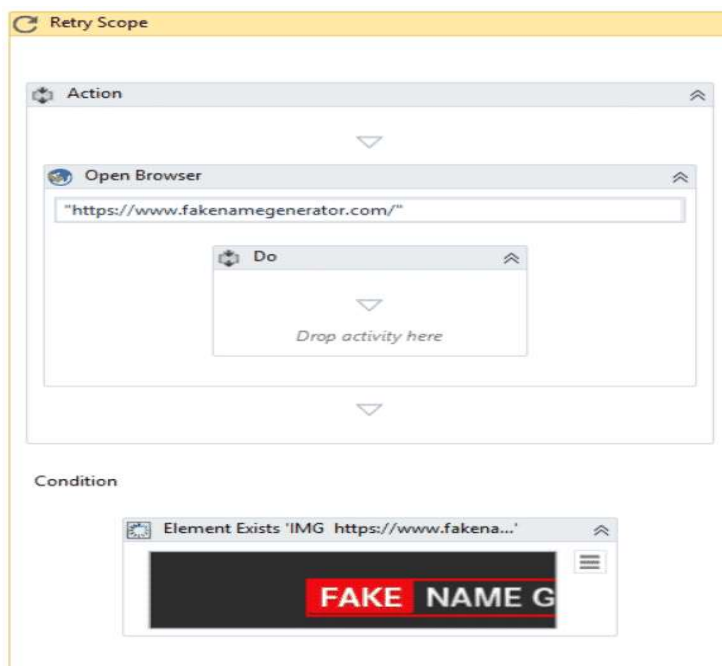 Retry Scope
Action
Open Browser
"https://www.fakenamegenerator.com/"
Do
Drop activity here
Condition
Element Exists 'IMG https://www.fakena...'
FAKE NAME G